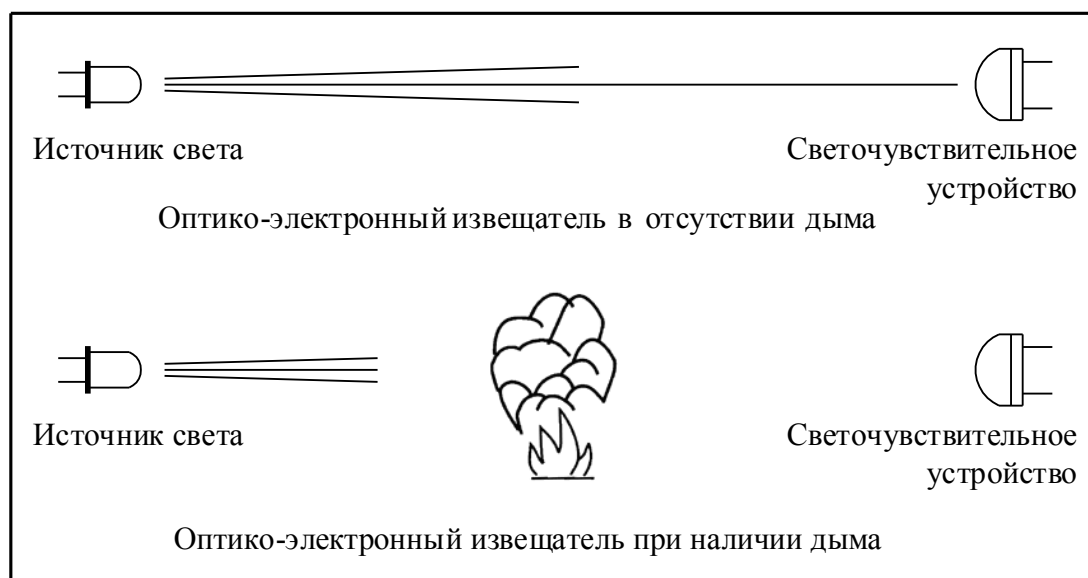 Источник света
Светочувствительное
устройство
Оптико-электронный извещатель в отсутствии дыма
Источник света
Светочувствительное
устройство
Оптико-электронный извещатель при наличии дыма